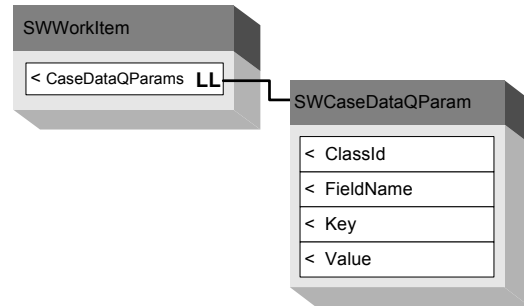 SWWorkItem
< CaseDataQParams LL
SWCaseDataQParam
< ClassId
< FieldName
< Key
< Value